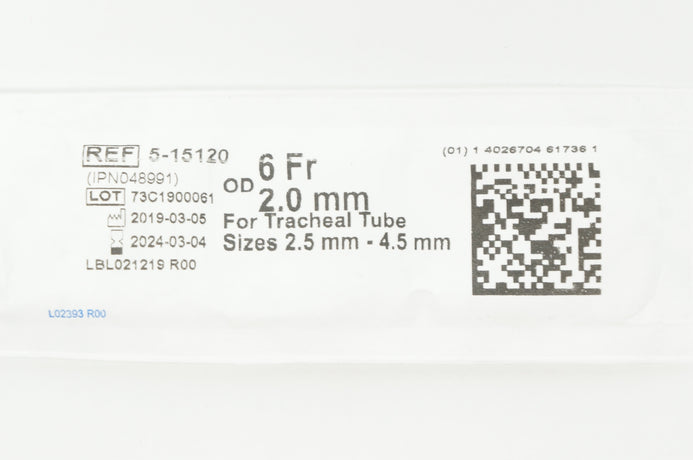 REF 5-15120
(IPN048991)
LOT 73C1900061
2019-03-05
2024-03-04
LBL021219 R00
OD 6 Fr
2.0 mm
For Tracheal Tube
Sizes 2.5 mm - 4.5 mm
(01) 1 4026704 61736 1
L02393 R00